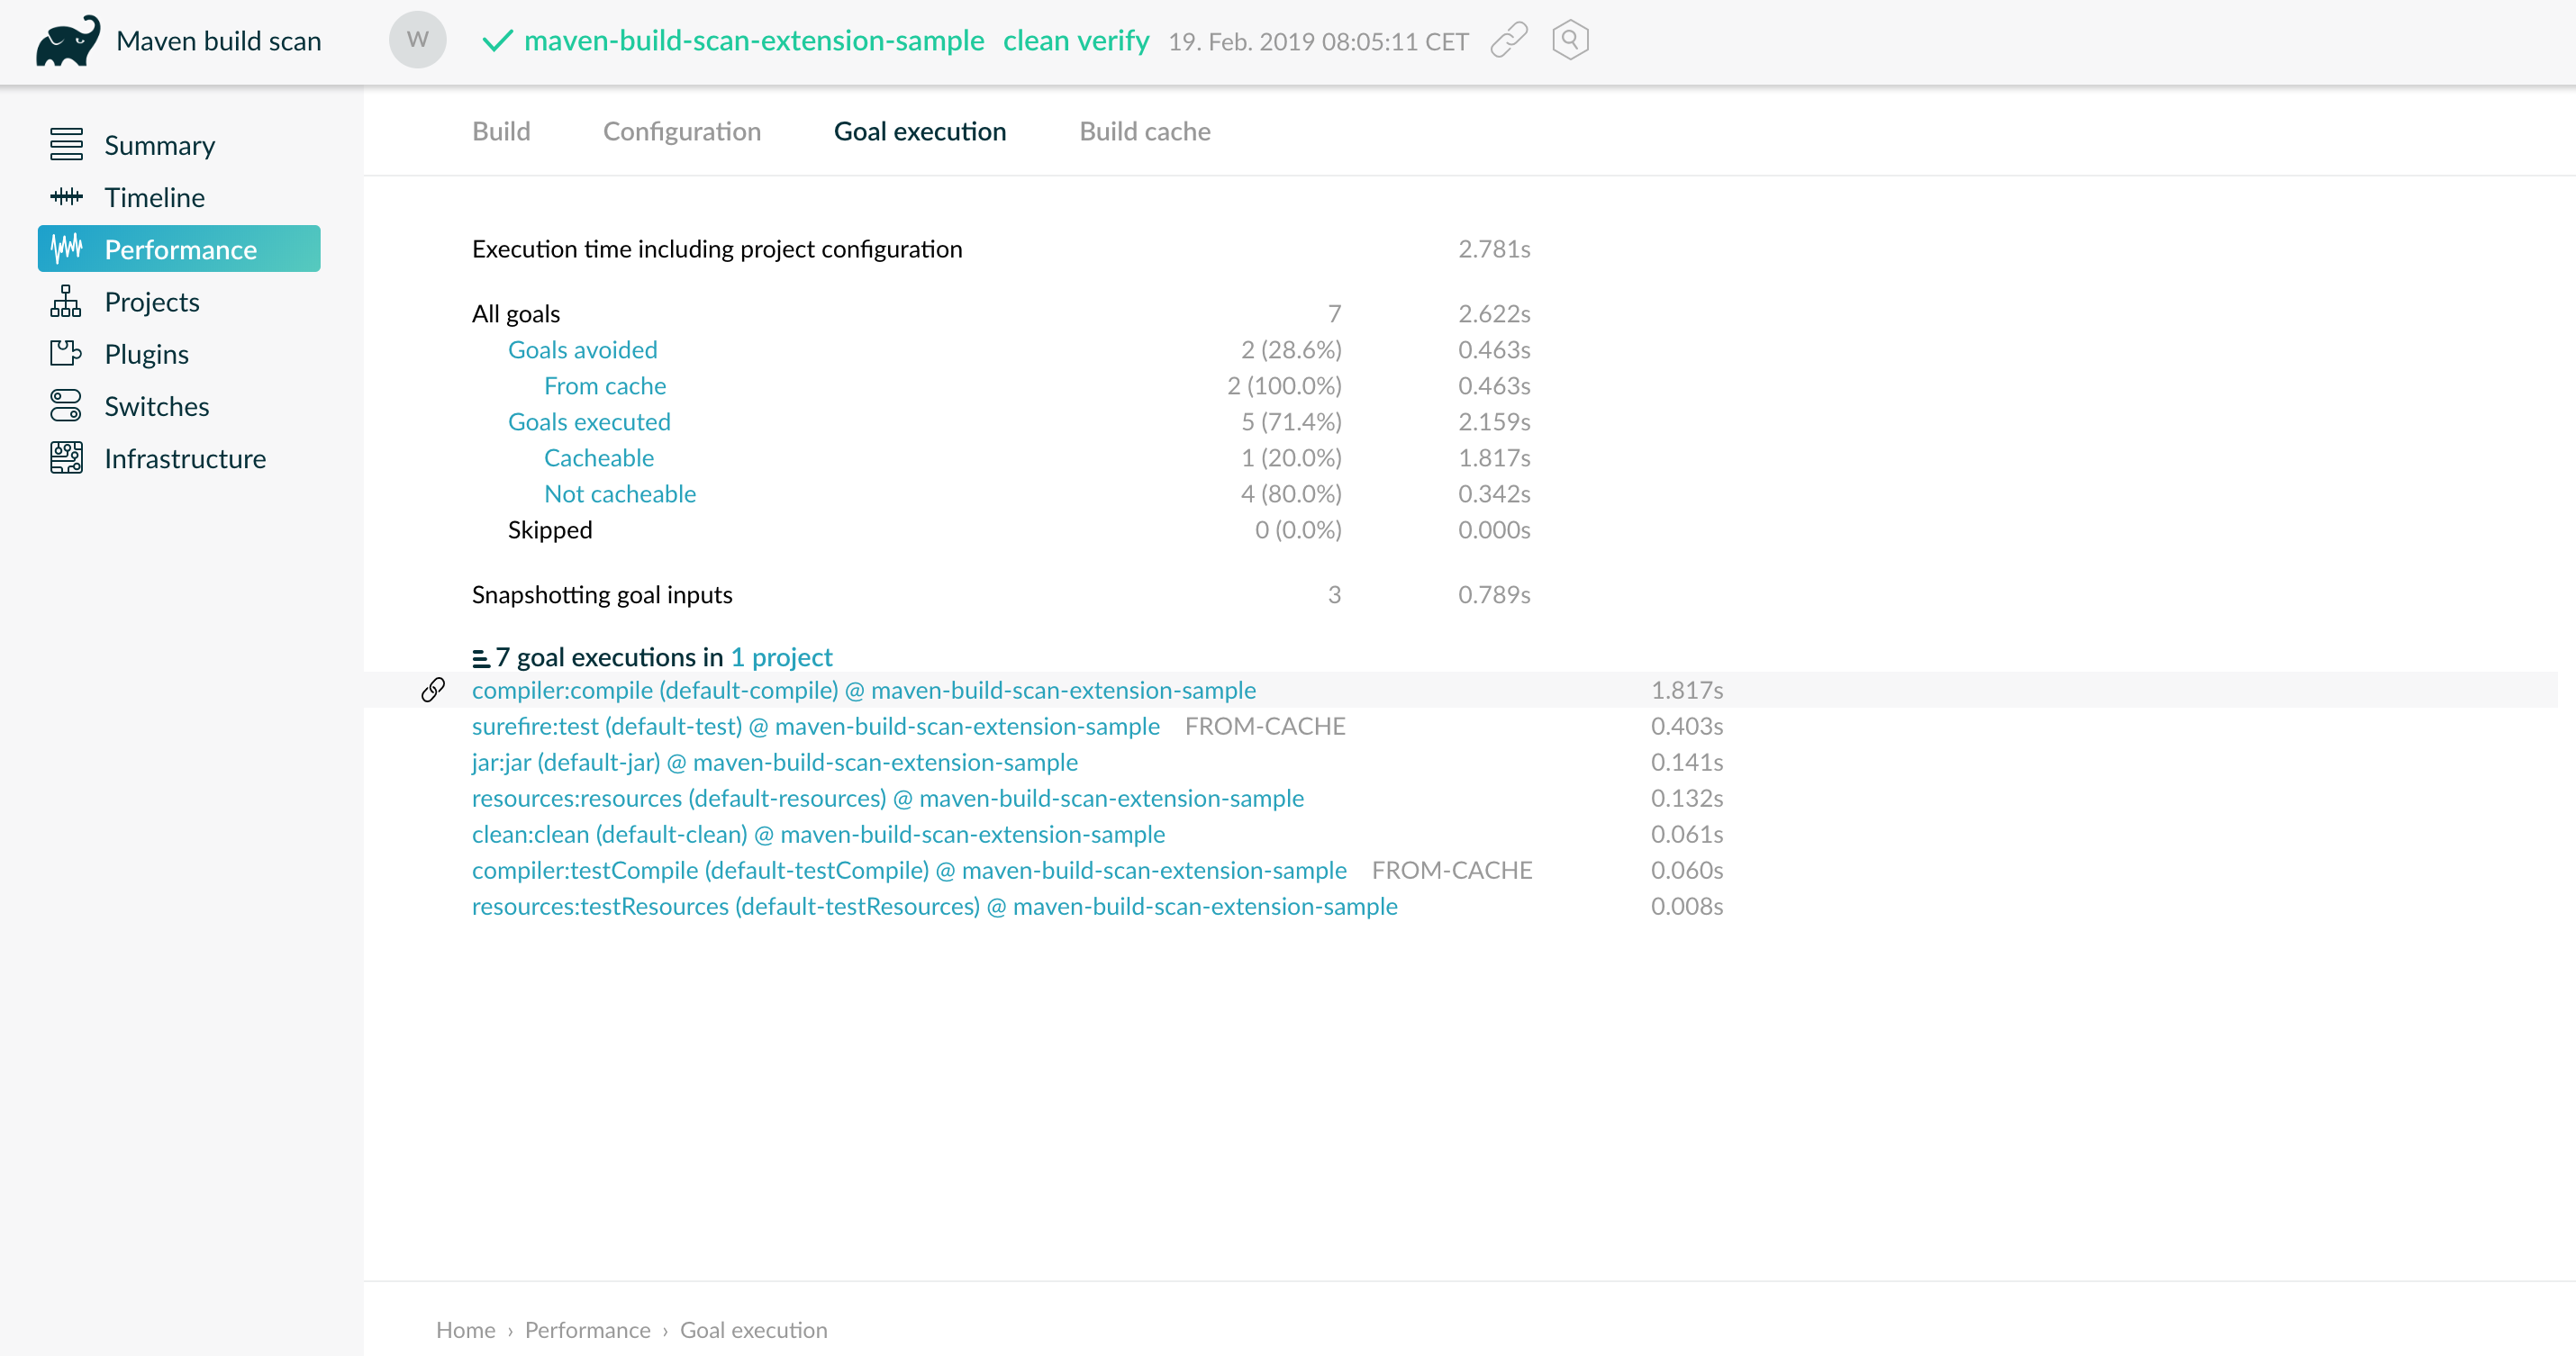 Maven build scan
W maven-build-scan-extension-sample clean verify 19. Feb. 2019 08:05:11 CET
Summary
Timeline
Performance
Projects
Plugins
Switches
Infrastructure
Build Configuration Goal execution Build cache
Execution time including project configuration 2.781s
All goals 7 2.622s
Goals avoided 2 (28.6%) 0.463s
From cache 2 (100.0%) 0.463s
Goals executed 5 (71.4%) 2.159s
Cacheable 1 (20.0%) 1.817s
Not cacheable 4 (80.0%) 0.342s
Skipped 0 (0.0%) 0.000s
Snapshotting goal inputs 3 0.789s
7 goal executions in 1 project
compiler:compile (default-compile) @ maven-build-scan-extension-sample 1.817s
surefire:test (default-test) @ maven-build-scan-extension-sample FROM-CACHE 0.403s
jar:jar (default-jar) @ maven-build-scan-extension-sample 0.141s
resources:resources (default-resources) @ maven-build-scan-extension-sample 0.132s
clean:clean (default-clean) @ maven-build-scan-extension-sample 0.061s
compiler:testCompile (default-testCompile) @ maven-build-scan-extension-sample FROM-CACHE 0.060s
resources:testResources (default-testResources) @ maven-build-scan-extension-sample 0.008s
Home › Performance › Goal execution